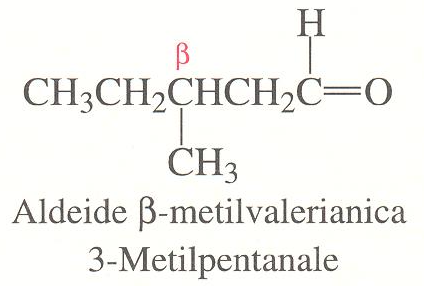 H
β
CH₃CH₂CHCH₂C=O
CH₃
Aldeide β-metilvalerianica
3-Metilpentanale